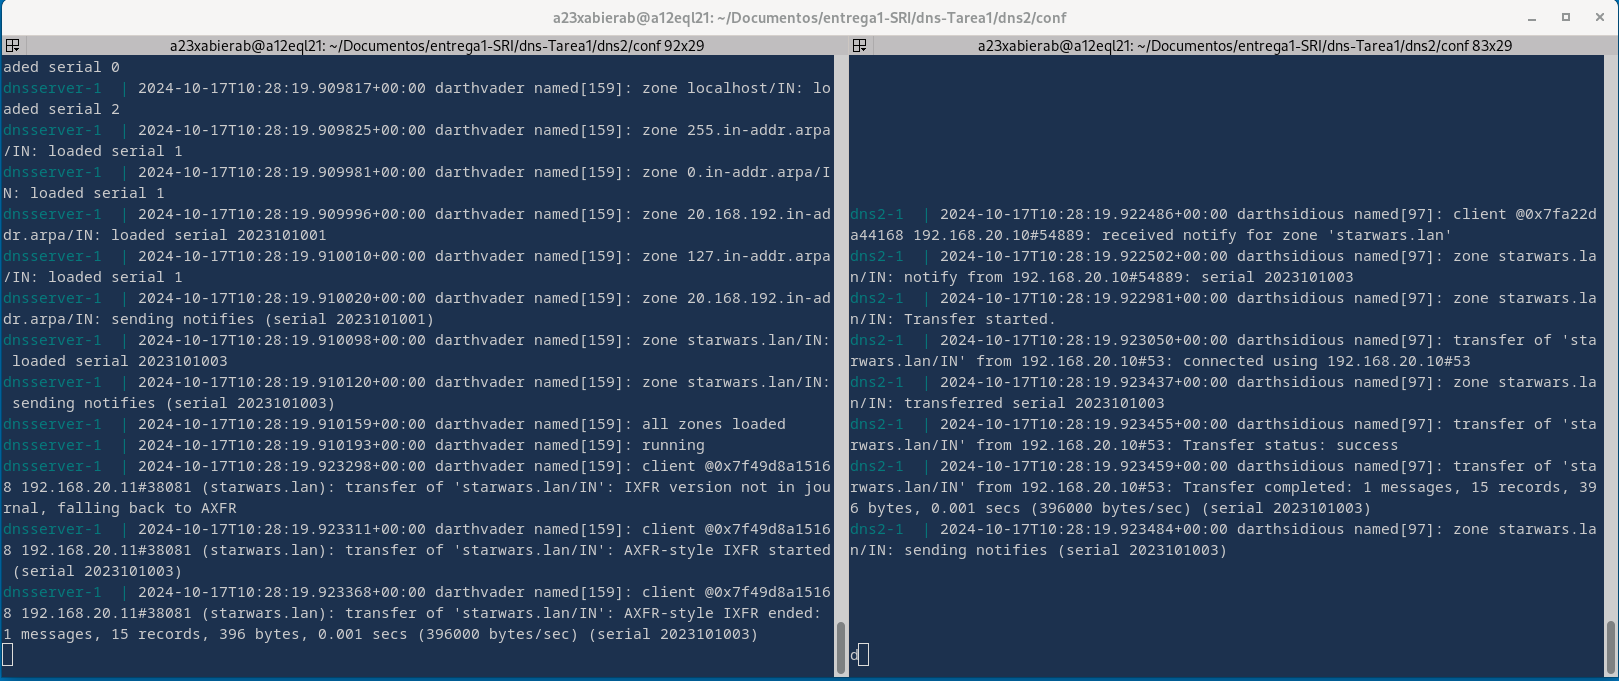 a23xabierab@a12eql21: ~/Documentos/entrega1-SRI/dns-Tarea1/dns2/conf
a23xabierab@a12eql21: ~/Documentos/entrega1-SRI/dns-Tarea1/dns2/conf 92x29
aded serial 0
dnsserver-1  | 2024-10-17T10:28:19.909817+00:00 darthvader named[159]: zone localhost/IN: lo
aded serial 2
dnsserver-1  | 2024-10-17T10:28:19.909825+00:00 darthvader named[159]: zone 255.in-addr.arpa
/IN: loaded serial 1
dnsserver-1  | 2024-10-17T10:28:19.909981+00:00 darthvader named[159]: zone 0.in-addr.arpa/I
N: loaded serial 1
dnsserver-1  | 2024-10-17T10:28:19.909996+00:00 darthvader named[159]: zone 20.168.192.in-ad
dr.arpa/IN: loaded serial 2023101001
dnsserver-1  | 2024-10-17T10:28:19.910010+00:00 darthvader named[159]: zone 127.in-addr.arpa
/IN: loaded serial 1
dnsserver-1  | 2024-10-17T10:28:19.910020+00:00 darthvader named[159]: zone 20.168.192.in-ad
dr.arpa/IN: sending notifies (serial 2023101001)
dnsserver-1  | 2024-10-17T10:28:19.910098+00:00 darthvader named[159]: zone starwars.lan/IN:
 loaded serial 2023101003
dnsserver-1  | 2024-10-17T10:28:19.910120+00:00 darthvader named[159]: zone starwars.lan/IN:
 sending notifies (serial 2023101003)
dnsserver-1  | 2024-10-17T10:28:19.910159+00:00 darthvader named[159]: all zones loaded
dnsserver-1  | 2024-10-17T10:28:19.910193+00:00 darthvader named[159]: running
dnsserver-1  | 2024-10-17T10:28:19.923298+00:00 darthvader named[159]: client @0x7f49d8a1516
8 192.168.20.11#38081 (starwars.lan): transfer of 'starwars.lan/IN': IXFR version not in jou
rnal, falling back to AXFR
dnsserver-1  | 2024-10-17T10:28:19.923311+00:00 darthvader named[159]: client @0x7f49d8a1516
8 192.168.20.11#38081 (starwars.lan): transfer of 'starwars.lan/IN': AXFR-style IXFR started
 (serial 2023101003)
dnsserver-1  | 2024-10-17T10:28:19.923368+00:00 darthvader named[159]: client @0x7f49d8a1516
8 192.168.20.11#38081 (starwars.lan): transfer of 'starwars.lan/IN': AXFR-style IXFR ended:
1 messages, 15 records, 396 bytes, 0.001 secs (396000 bytes/sec) (serial 2023101003)
a23xabierab@a12eql21: ~/Documentos/entrega1-SRI/dns-Tarea1/dns2/conf 83x29
dns2-1  | 2024-10-17T10:28:19.922486+00:00 darthsidious named[97]: client @0x7fa22d
a44168 192.168.20.10#54889: received notify for zone 'starwars.lan'
dns2-1  | 2024-10-17T10:28:19.922502+00:00 darthsidious named[97]: zone starwars.la
n/IN: notify from 192.168.20.10#54889: serial 2023101003
dns2-1  | 2024-10-17T10:28:19.922981+00:00 darthsidious named[97]: zone starwars.la
n/IN: Transfer started.
dns2-1  | 2024-10-17T10:28:19.923050+00:00 darthsidious named[97]: transfer of 'sta
rwars.lan/IN' from 192.168.20.10#53: connected using 192.168.20.10#53
dns2-1  | 2024-10-17T10:28:19.923437+00:00 darthsidious named[97]: zone starwars.la
n/IN: transferred serial 2023101003
dns2-1  | 2024-10-17T10:28:19.923455+00:00 darthsidious named[97]: transfer of 'sta
rwars.lan/IN' from 192.168.20.10#53: Transfer status: success
dns2-1  | 2024-10-17T10:28:19.923459+00:00 darthsidious named[97]: transfer of 'sta
rwars.lan/IN' from 192.168.20.10#53: Transfer completed: 1 messages, 15 records, 39
6 bytes, 0.001 secs (396000 bytes/sec) (serial 2023101003)
dns2-1  | 2024-10-17T10:28:19.923484+00:00 darthsidious named[97]: zone starwars.la
n/IN: sending notifies (serial 2023101003)
d